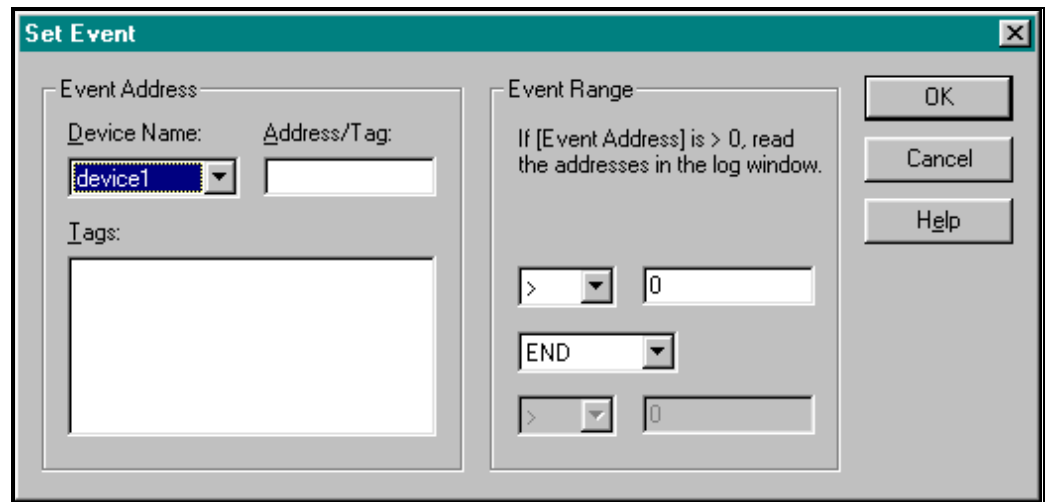 Set Event
Event Address
Device Name: Address/Tag:
device1
Tags:
Event Range
If [Event Address] is > 0, read
the addresses in the log window.
> 0
END
> 0
OK
Cancel
Help